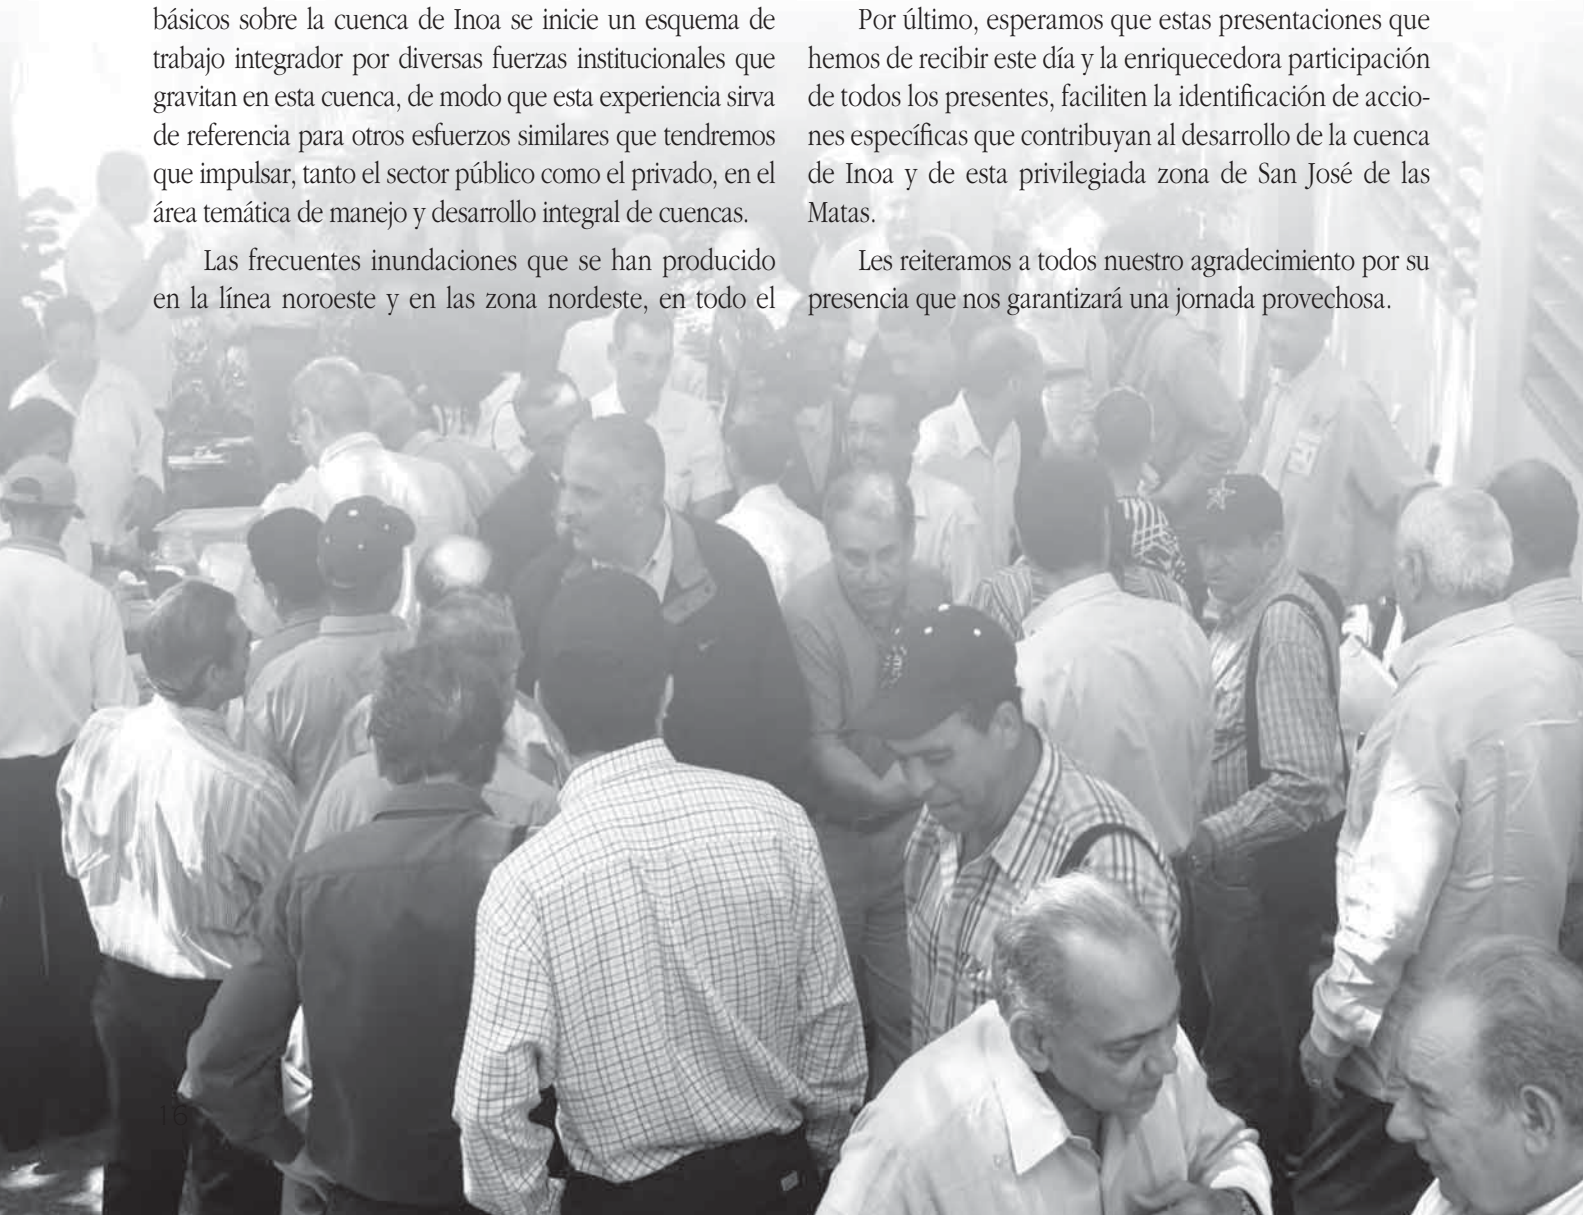 básicos sobre la cuenca de Inoa se inicie un esquema de
trabajo integrador por diversas fuerzas institucionales que
gravitan en esta cuenca, de modo que esta experiencia sirva
de referencia para otros esfuerzos similares que tendremos
que impulsar, tanto el sector público como el privado, en el
área temática de manejo y desarrollo integral de cuencas.
Las frecuentes inundaciones que se han producido
en la línea noroeste y en las zona nordeste, en todo el
Por último, esperamos que estas presentaciones que
hemos de recibir este día y la enriquecedora participación
de todos los presentes, faciliten la identificación de accio-
nes específicas que contribuyan al desarrollo de la cuenca
de Inoa y de esta privilegiada zona de San José de las
Matas.
Les reiteramos a todos nuestro agradecimiento por su
presencia que nos garantizará una jornada provechosa.
16